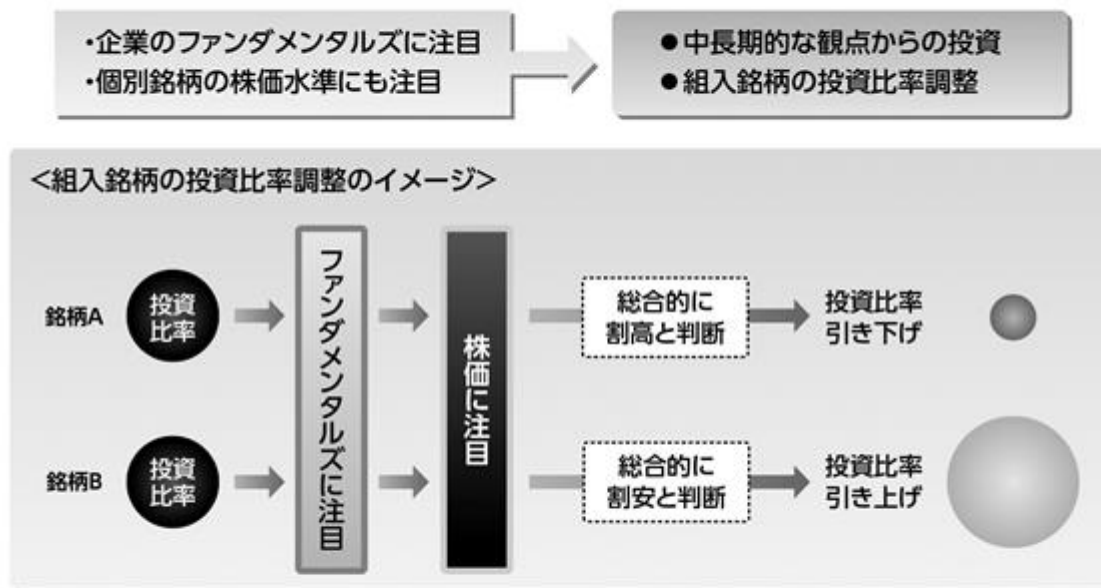 ・企業のファンダメンタルズに注目
・個別銘柄の株価水準にも注目
●中長期的な観点からの投資
●組入銘柄の投資比率調整
<組入銘柄の投資比率調整のイメージ>
銘柄A
投資
比率
ファンダメンタルズに注目
株価に注目
総合的に
割高と判断
投資比率
引き下げ
銘柄B
投資
比率
総合的に
割安と判断
投資比率
引き上げ